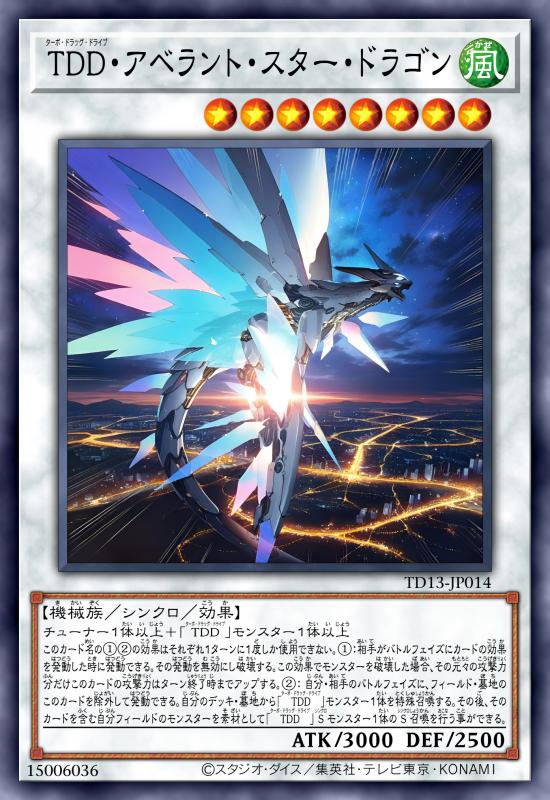 ターボ・ドラッグ・ドライブ
TDD・アベラント・スター・ドラゴン
かぜ
風
TD13-JP014
【機械族／シンクロ／効果】
チューナー1体以上＋「TDD」モンスター1体以上
このカード名の①②の効果はそれぞれ1ターンに1度しか使用できない。①：相手がバトルフェイズにカードの効果
を発動した時に発動できる。その発動を無効にし破壊する。この効果でモンスターを破壊した場合、その元々の攻撃力
分だけこのカードの攻撃力はターン終了時までアップする。②：自分・相手のバトルフェイズに、フィールド・墓地の
このカードを除外して発動できる。自分のデッキ・墓地から「TDD」モンスター1体を特殊召喚する。その後、その
カードを含む自分フィールドのモンスターを素材として「TDD」Sモンスター1体のS召喚を行う事ができる。
ATK/3000 DEF/2500
15006036
©スタジオ・ダイス／集英社・テレビ東京・KONAMI